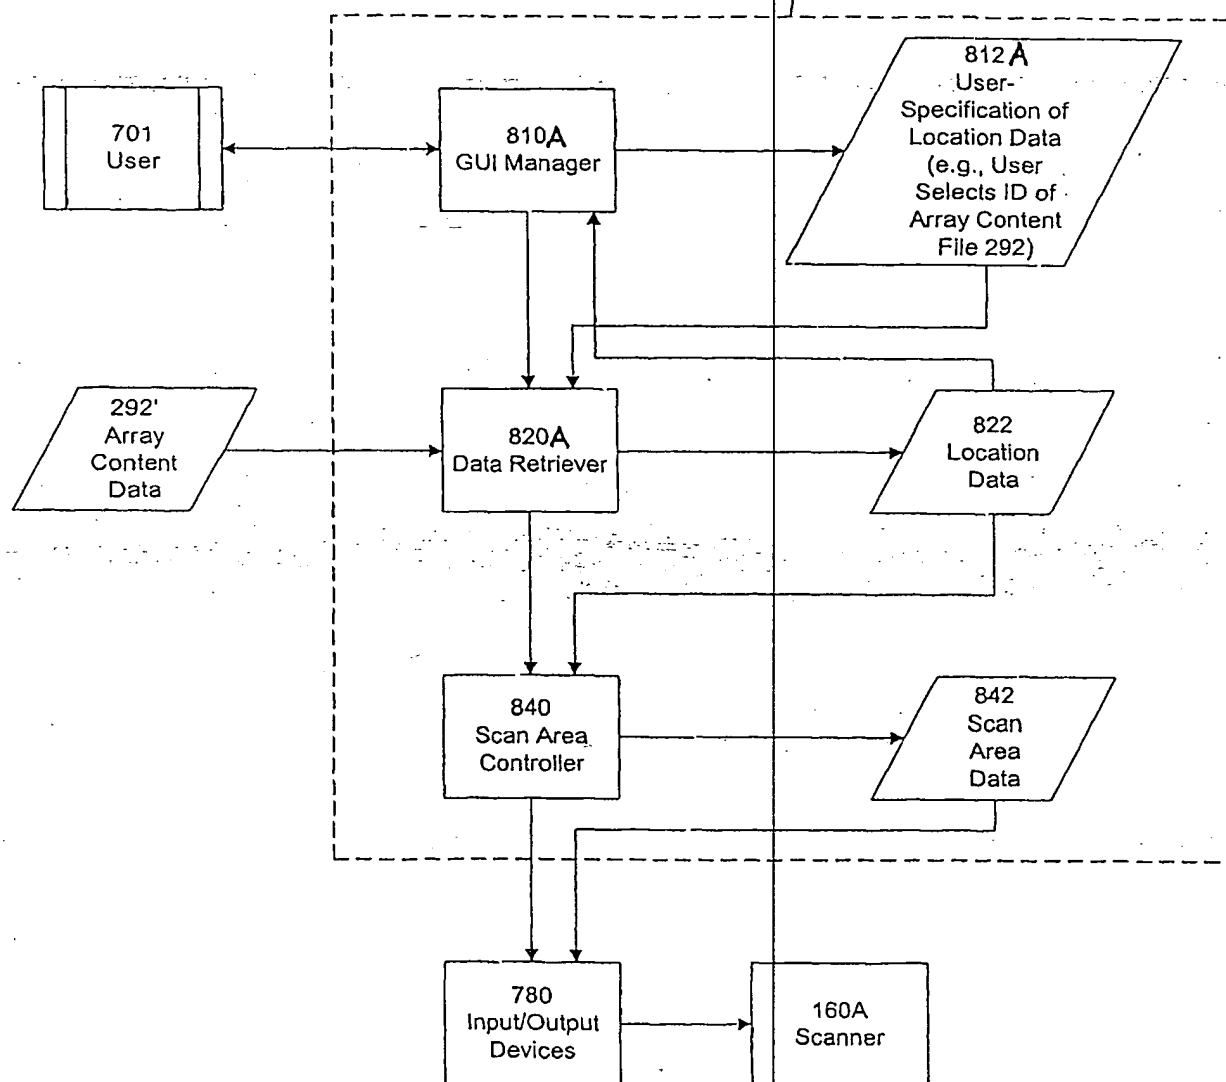 701
User
810A
GUI Manager
812A
User-
Specification of
Location Data
(e.g., User
Selects ID of
Array Content
File 292)
292'
Array
Content
Data
820A
Data Retriever
822
Location
Data
840
Scan Area
Controller
842
Scan
Area
Data
780
Input/Output
Devices
160A
Scanner